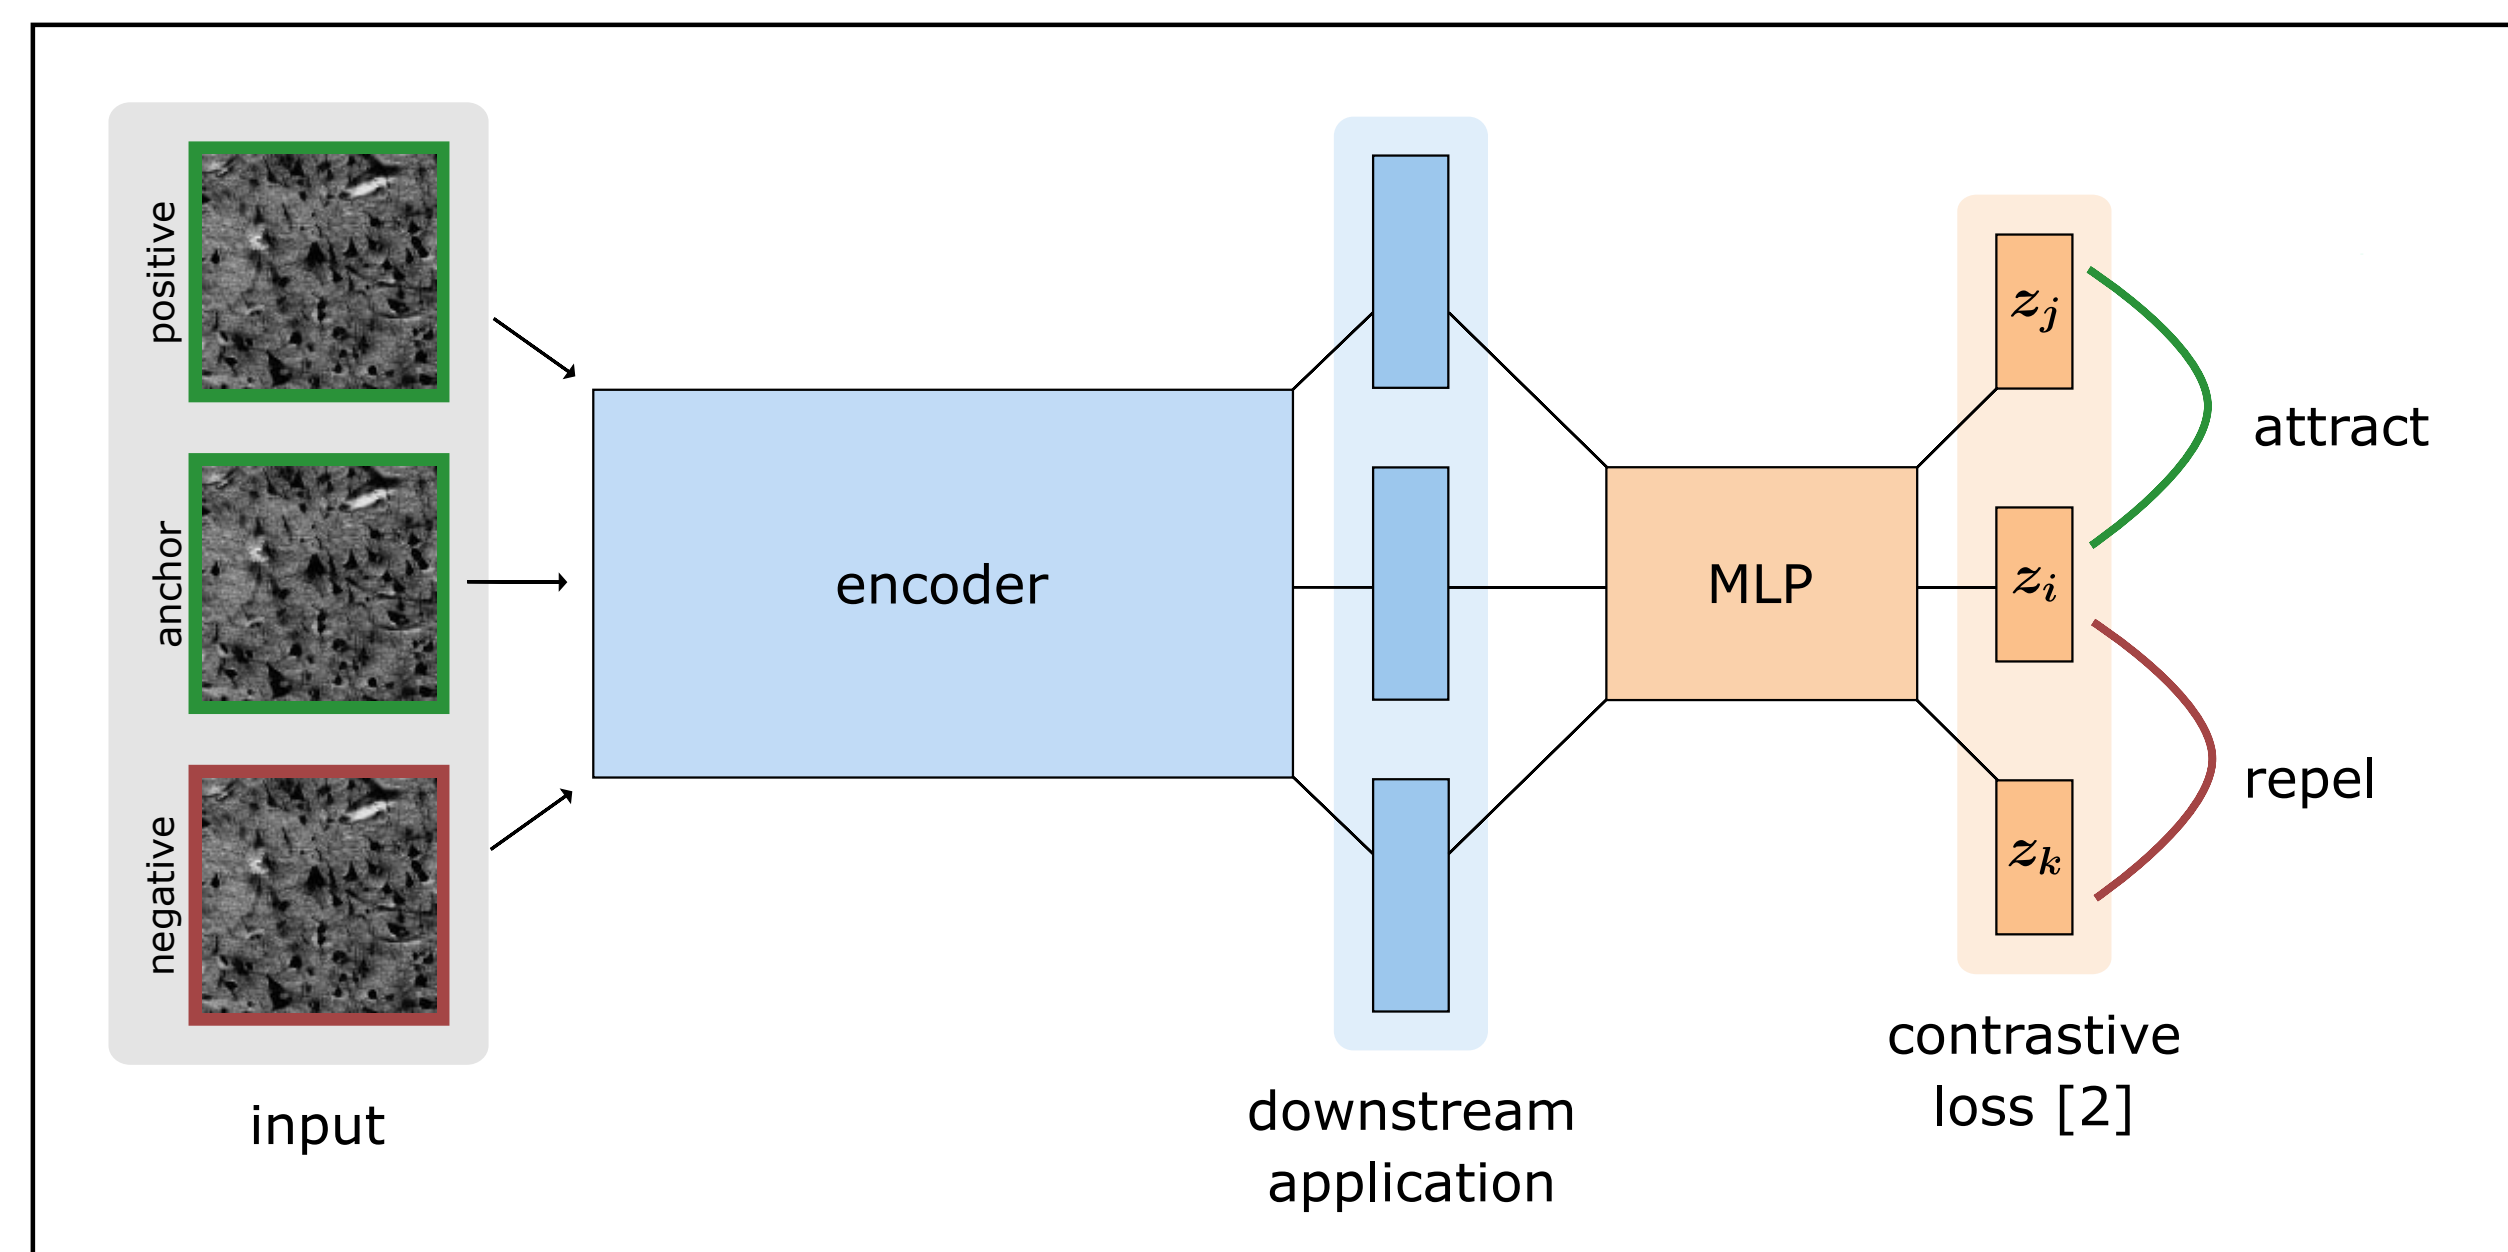 positive
anchor
negative
input
encoder
downstream
application
MLP
z_j
z_i
z_k
attract
repel
contrastive
loss [2]